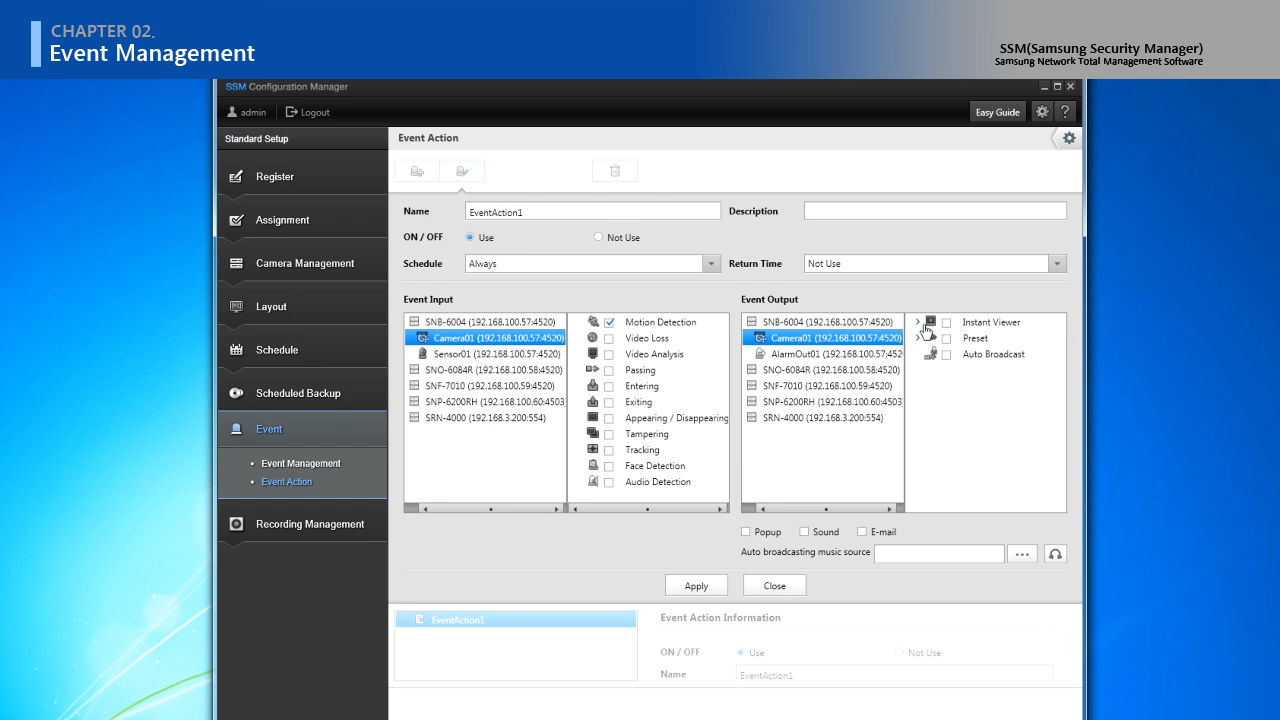 CHAPTER 02.
Event Management
SSM(Samsung Security Manager)
Samsung Network Total Management Software
SSM Configuration Manager
admin
Logout
Easy Guide
?
Standard Setup
Event Action
Register
Assignment
Camera Management
Layout
Schedule
Scheduled Backup
Event
• Event Management
• Event Action
Recording Management
Name
EventAction1
Description
ON / OFF
Use
Not Use
Schedule
Always
Return Time
Not Use
Event Input
SNB-6004 (192.168.100.57:4520)
Camera01 (192.168.100.57:4520)
Sensor01 (192.168.100.57:4520)
SNO-6084R (192.168.100.58:4520)
SNF-7010 (192.168.100.59:4520)
SNP-6200RH (192.168.100.60:4503
SRN-4000 (192.168.3.200:554)
Motion Detection
Video Loss
Video Analysis
Passing
Entering
Exiting
Appearing / Disappearing
Tampering
Tracking
Face Detection
Audio Detection
Event Output
SNB-6004 (192.168.100.57:4520)
Camera01 (192.168.100.57:4520)
AlarmOut01 (192.168.100.57:452
SNO-6084R (192.168.100.58:4520)
SNF-7010 (192.168.100.59:4520)
SNP-6200RH (192.168.100.60:4503
SRN-4000 (192.168.3.200:554)
Instant Viewer
Preset
Auto Broadcast
Popup
Sound
E-mail
Auto broadcasting music source
...
Apply
Close
EventAction1
Event Action Information
ON / OFF
Use
Not Use
Name
EventAction1